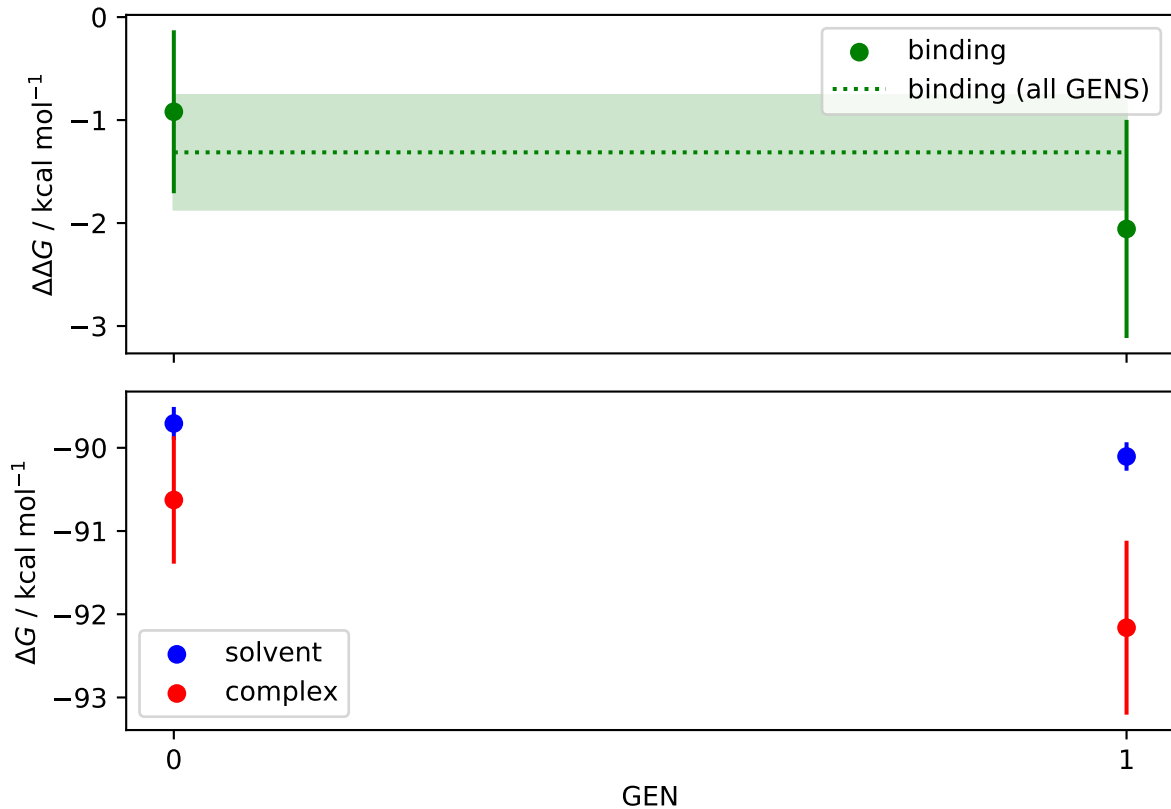 0
−1
−2
−3
ΔΔG / kcal mol⁻¹
binding
binding (all GENS)
−90
−91
−92
−93
ΔG / kcal mol⁻¹
solvent
complex
0
1
GEN